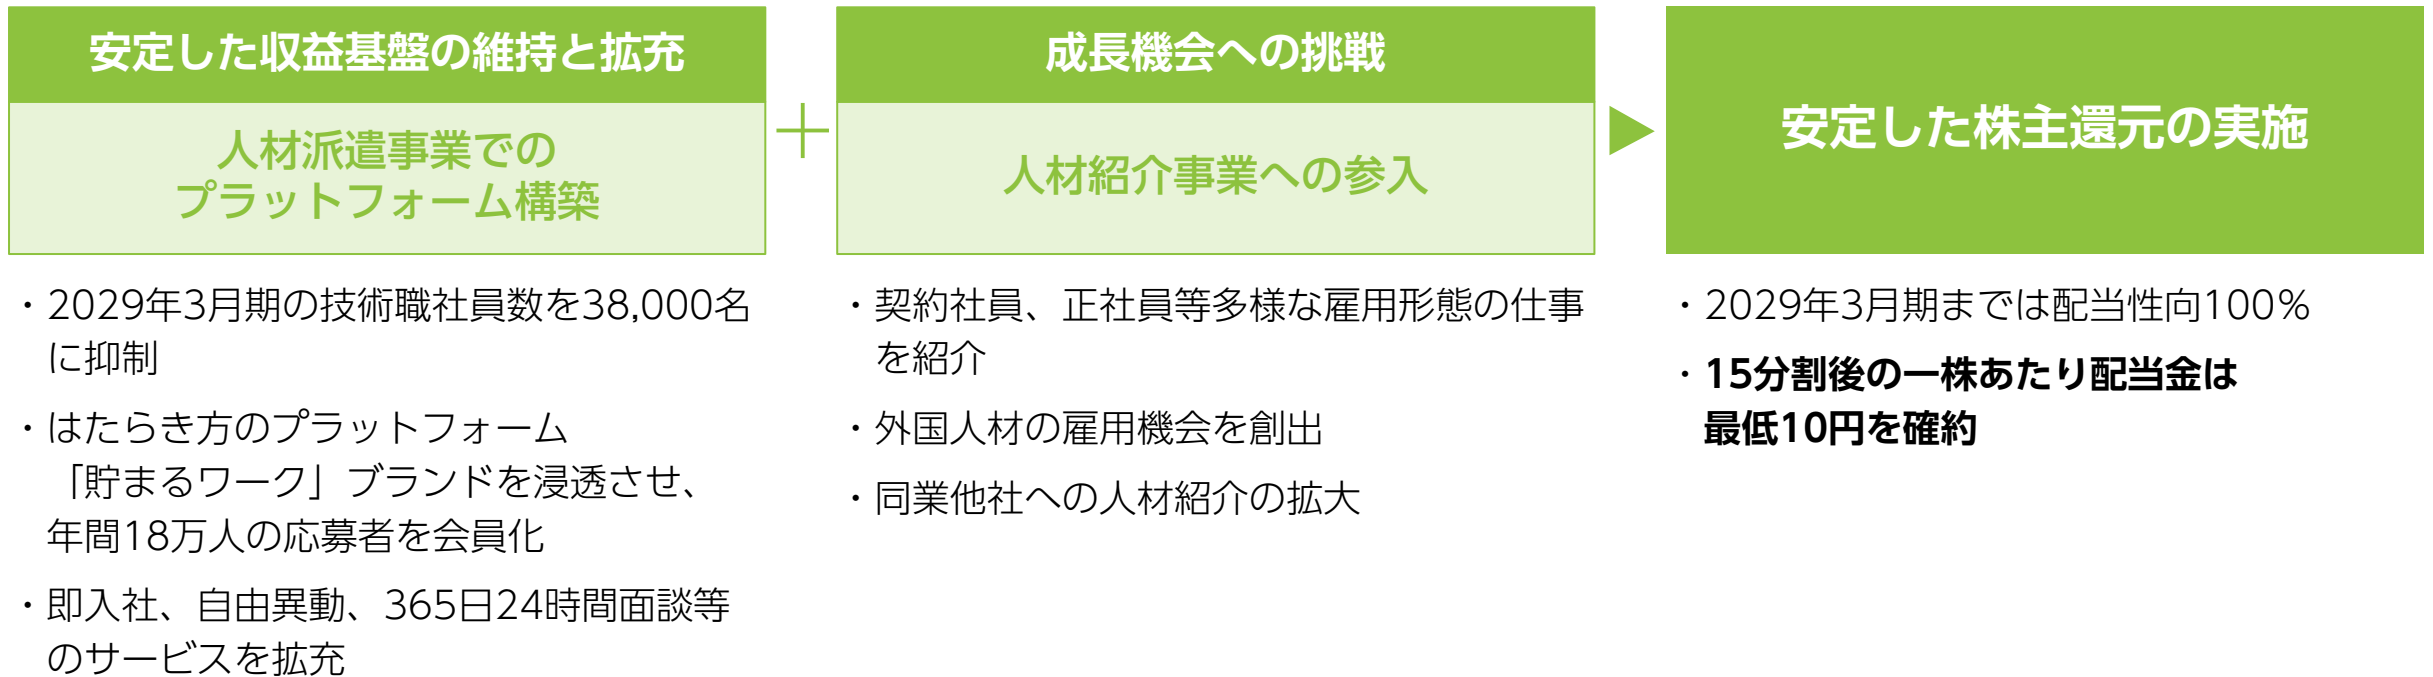 安定した収益基盤の維持と拡充
人材派遣事業での
プラットフォーム構築
・2029年3月期の技術職社員数を38,000名
に抑制
・はたらき方のプラットフォーム
「貯まるワーク」ブランドを浸透させ、
年間18万人の応募者を会員化
・即入社、自由異動、365日24時間面談等
のサービスを拡充
＋
成長機会への挑戦
人材紹介事業への参入
・契約社員、正社員等多様な雇用形態の仕事
を紹介
・外国人材の雇用機会を創出
・同業他社への人材紹介の拡大
安定した株主還元の実施
・2029年3月期までは配当性向100%
・15分割後の一株あたり配当金は
最低10円を確約